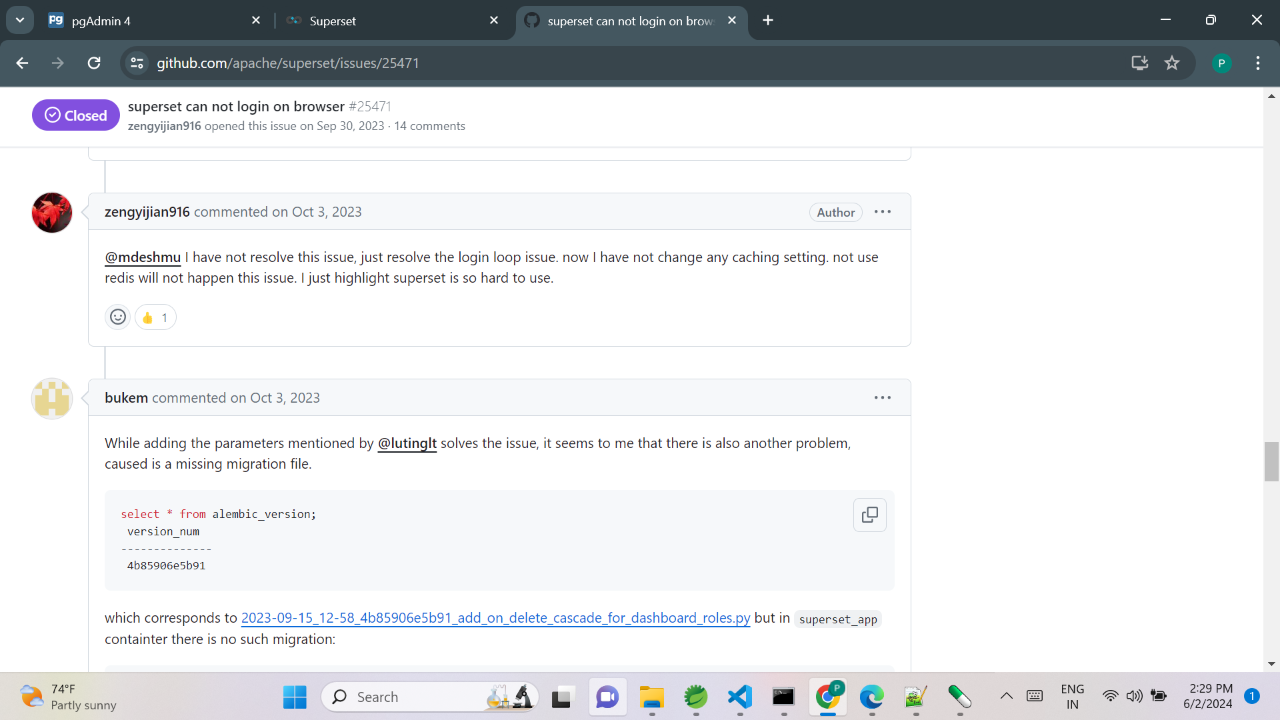 pgAdmin 4
Superset
superset can not login on brow
github.com/apache/superset/issues/25471
P
Closed
superset can not login on browser #25471
zengyijian916 opened this issue on Sep 30, 2023 · 14 comments
zengyijian916 commented on Oct 3, 2023
Author
@mdeshmu I have not resolve this issue, just resolve the login loop issue. now I have not change any caching setting. not use
redis will not happen this issue. I just highlight superset is so hard to use.
👍 1
bukem commented on Oct 3, 2023
While adding the parameters mentioned by @lutinglt solves the issue, it seems to me that there is also another problem,
caused is a missing migration file.
select * from alembic_version;
version_num
--------------
4b85906e5b91
which corresponds to 2023-09-15_12-58_4b85906e5b91_add_on_delete_cascade_for_dashboard_roles.py but in superset_app
containter there is no such migration:
74°F
Partly sunny
Search
P
ENG
IN
2:29 PM
6/2/2024
1